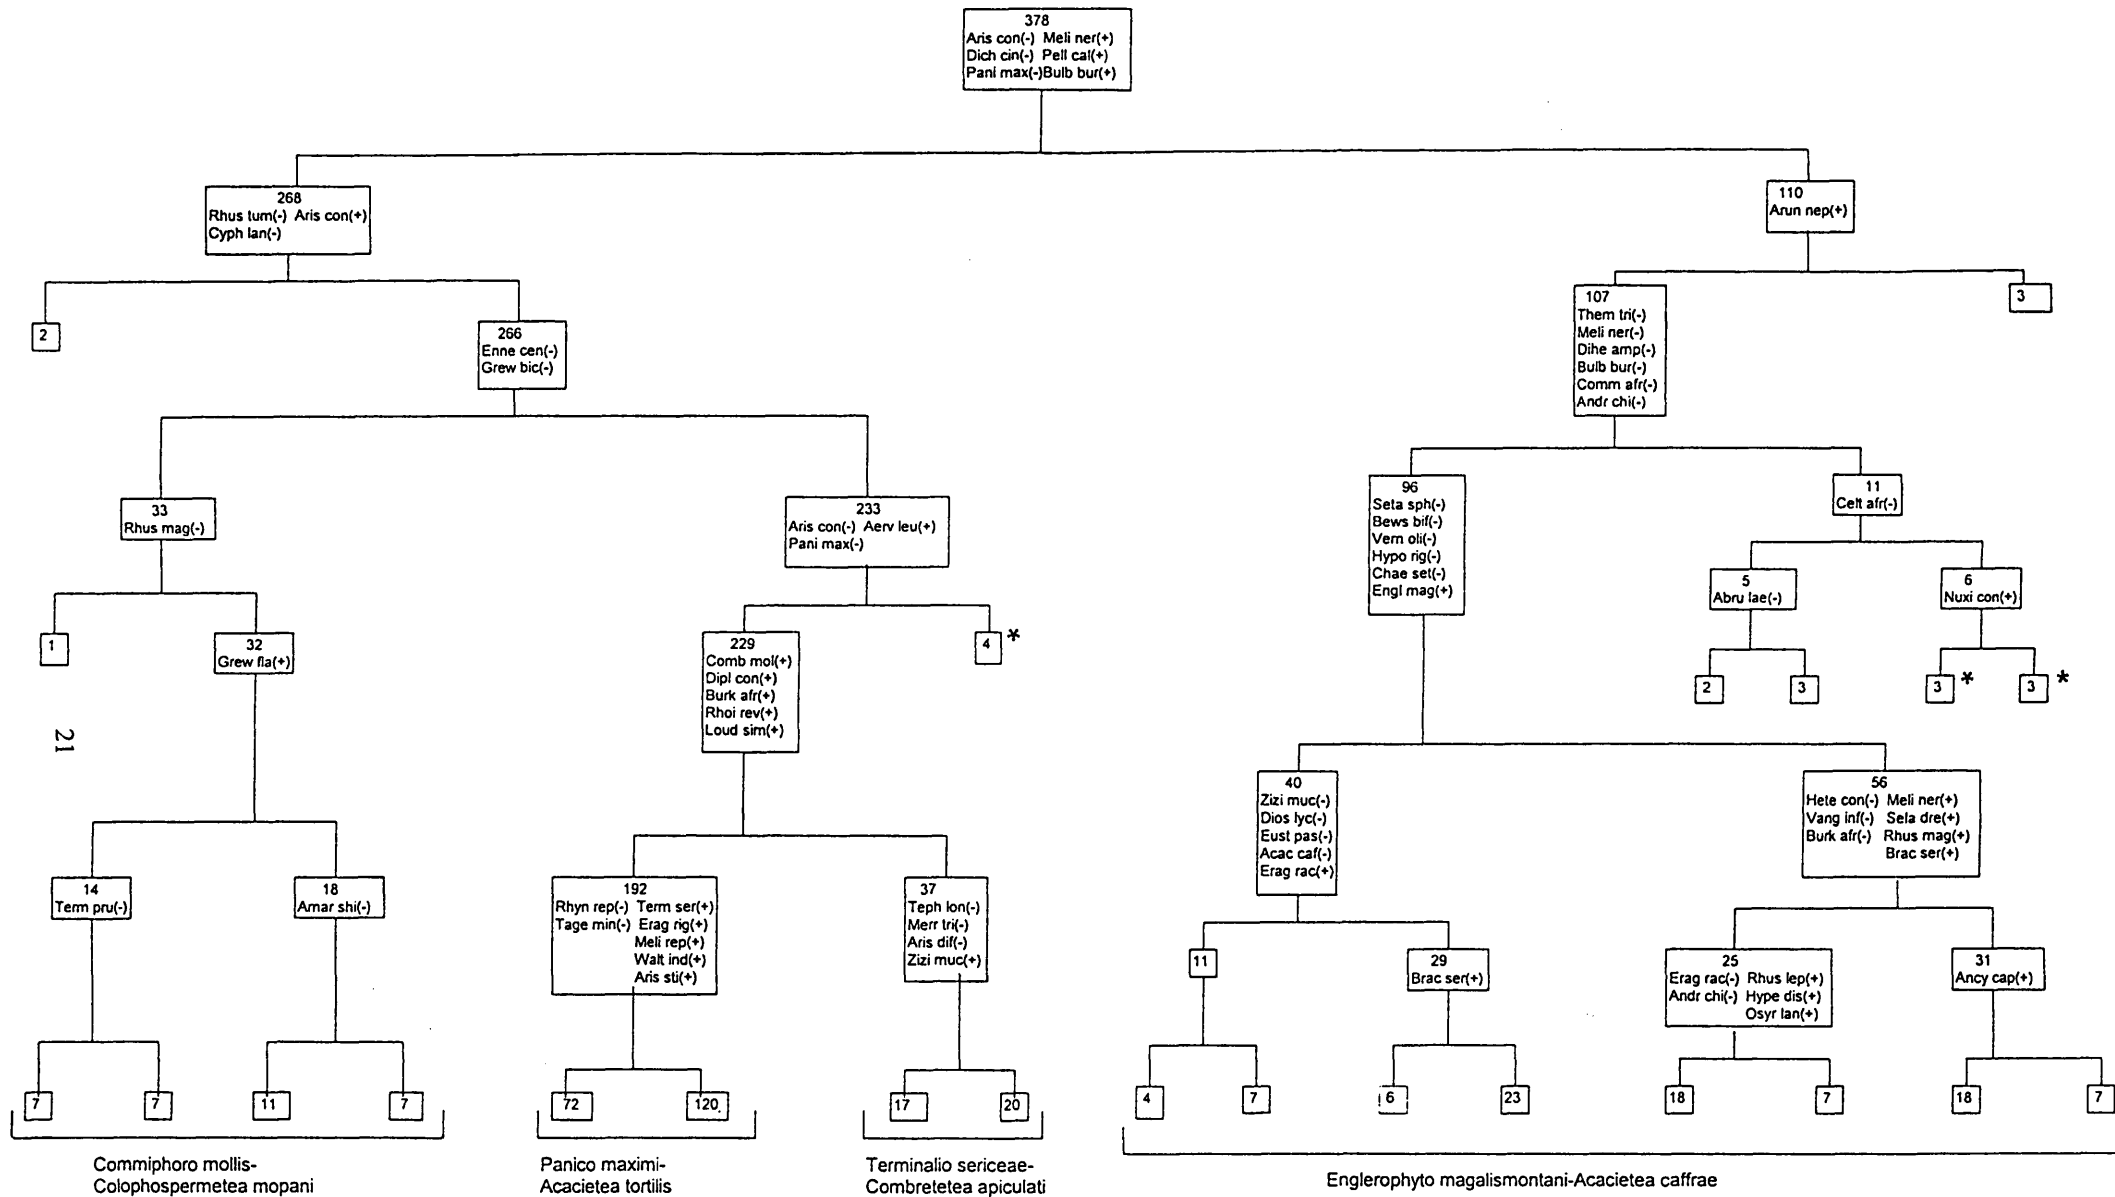 378
Aris con(-) Meli ner(+)
Dich cin(-) Pell cal(+)
Pani max(-)Bulb bur(+)
268
Rhus tum(-) Aris con(+)
Cyph lan(-)
110
Arun nep(+)
2
266
Enne cen(-)
Grew bic(-)
107
Them tri(-)
Meli ner(-)
Dihe amp(-)
Bulb bur(-)
Comm afr(-)
Andr chi(-)
3
33
Rhus mag(-)
233
Aris con(-) Aerv leu(+)
Pani max(-)
96
Seta sph(-)
Bews bif(-)
Vern oli(-)
Hypo rig(-)
Chae set(-)
Engl mag(+)
11
Celt afr(-)
5
Abru lae(-)
6
Nuxi con(+)
1
32
Grew fla(+)
229
Comb mol(+)
Dipl con(+)
Burk afr(+)
Rhoi rev(+)
Loud sim(+)
4 *
2
3
3 *
3 *
21
40
Zizi muc(-)
Dios lyc(-)
Eust pas(-)
Acac caf(-)
Erag rac(+)
56
Hete con(-) Meli ner(+)
Vang inf(-) Sela dre(+)
Burk afr(-) Rhus mag(+)
Brac ser(+)
14
Term pru(-)
18
Amar shi(-)
192
Rhyn rep(-) Term ser(+)
Tage min(-) Erag rig(+)
Meli rep(+)
Walt ind(+)
Aris sti(+)
37
Teph lon(-)
Merr tri(-)
Aris dif(-)
Zizi muc(+)
11
29
Brac ser(+)
25
Erag rac(-) Rhus lep(+)
Andr chi(-) Hype dis(+)
Osyr lan(+)
31
Ancy cap(+)
7
7
11
7
72
120
17
20
4
7
6
23
18
7
18
7
Commiphoro mollis-
Colophospermetea mopani
Panico maximi-
Acacietea tortilis
Terminalio sericeae-
Combretetea apiculati
Englerophyto magalismontani-Acacietea caffrae